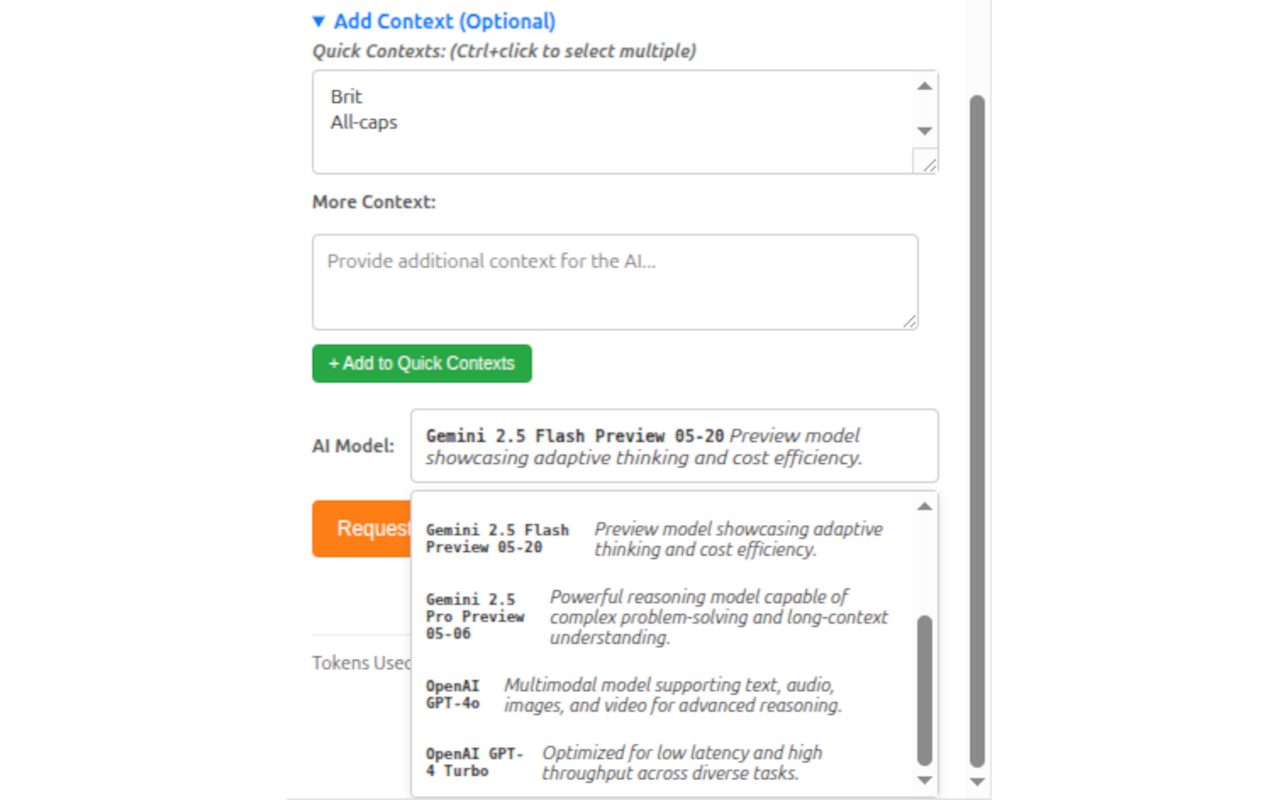 ▼ Add Context (Optional)
Quick Contexts: (Ctrl+click to select multiple)
Brit
All-caps
More Context:
Provide additional context for the AI...
+ Add to Quick Contexts
AI Model:
Gemini 2.5 Flash Preview 05-20 Preview model
showcasing adaptive thinking and cost efficiency.
Request
Tokens Used
Gemini 2.5 Flash
Preview 05-20
Preview model showcasing adaptive
thinking and cost efficiency.
Gemini 2.5
Pro Preview
05-06
Powerful reasoning model capable of
complex problem-solving and long-context
understanding.
OpenAI
GPT-4o
Multimodal model supporting text, audio,
images, and video for advanced reasoning.
OpenAI GPT-
4 Turbo
Optimized for low latency and high
throughput across diverse tasks.